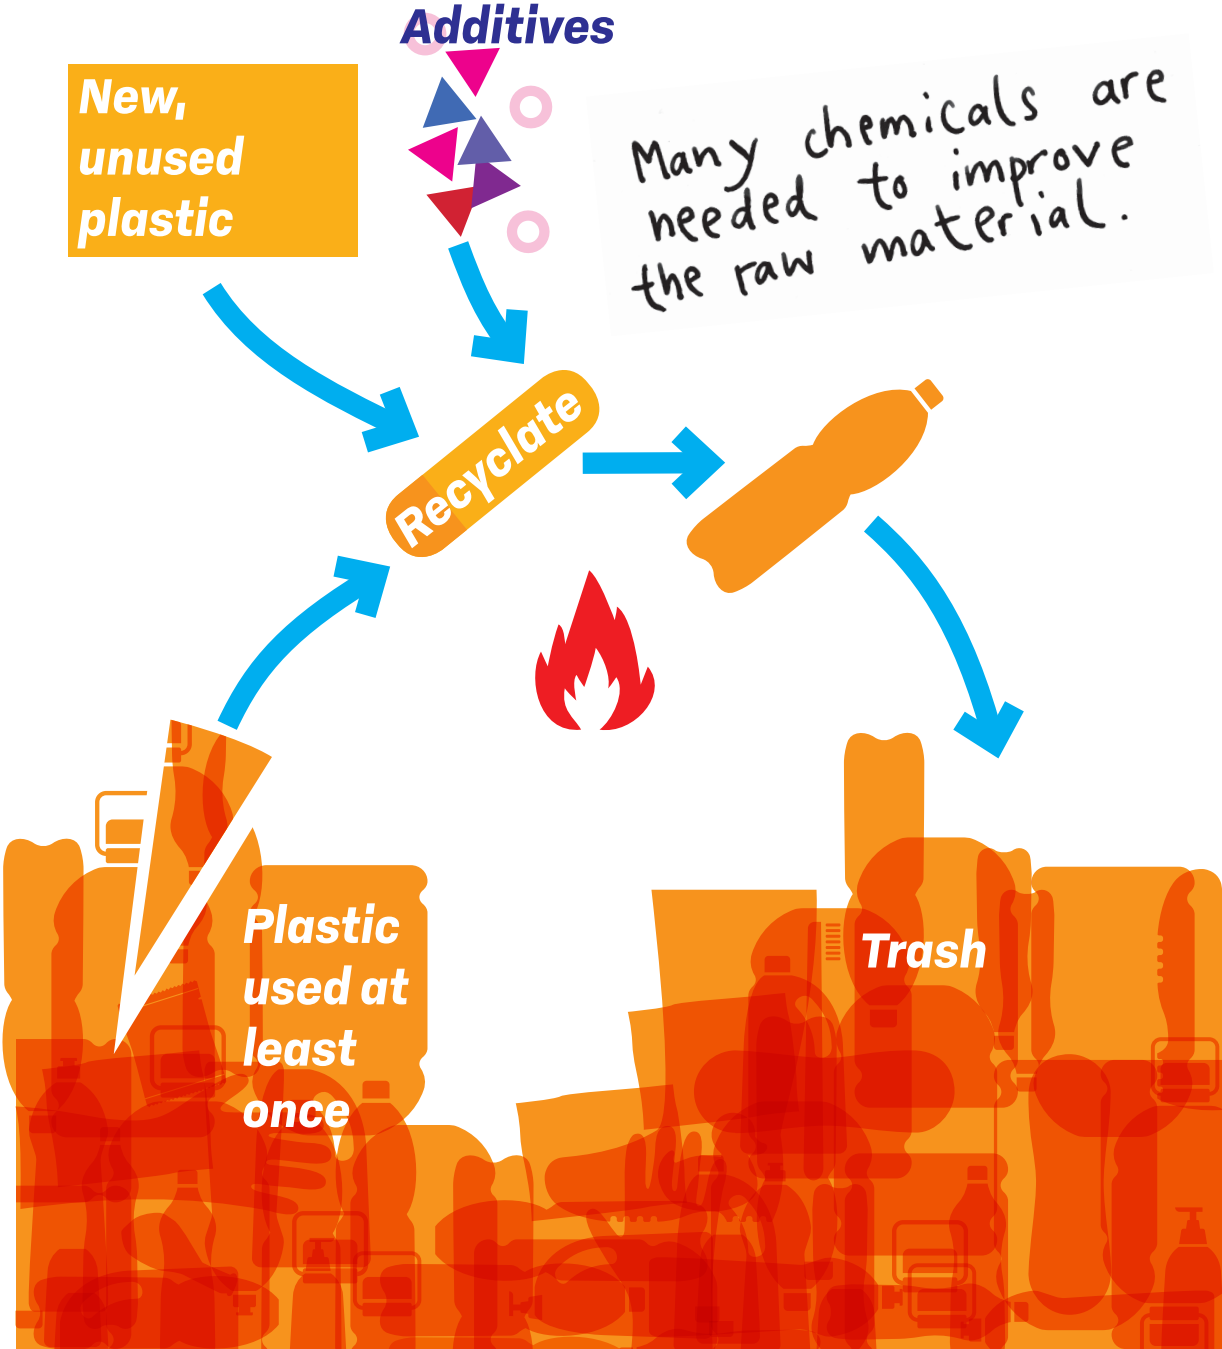 Additives
New,
unused
plastic
Many chemicals are
needed to improve
the raw material.
Recyclate
Plastic
used at
least
once
Trash